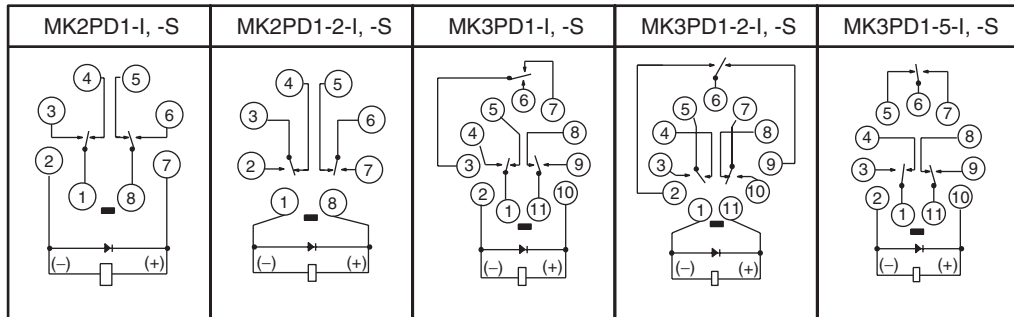 MK2PD1-I, -S MK2PD1-2-I, -S MK3PD1-I, -S MK3PD1-2-I, -S MK3PD1-5-I, -S
4 5 3 6 2 7 1 8 (−) (+)
4 5 3 6 2 7 1 8 (−) (+)
6 7 5 4 8 3 9 2 10 1 11 (−) (+)
6 5 7 4 8 3 9 2 10 1 11 (−) (+)
5 6 7 4 8 3 9 2 10 1 11 (−) (+)